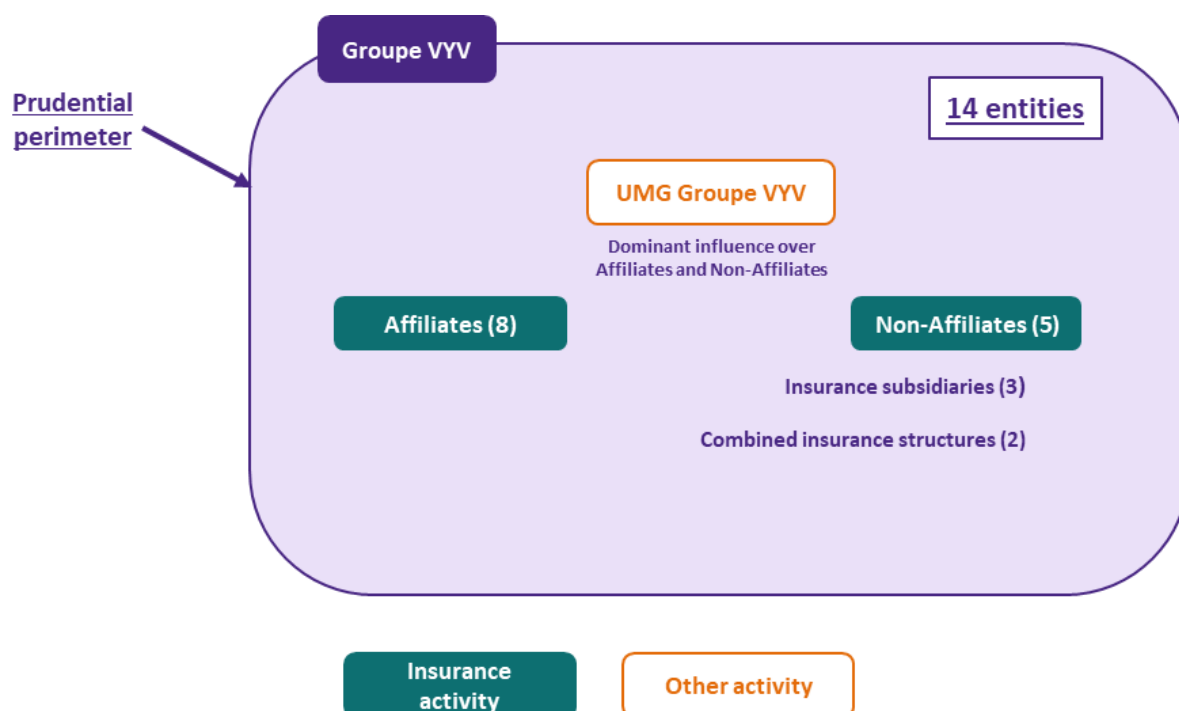 Groupe VYV
Prudential
perimeter
14 entities
UMG Groupe VYV
Dominant influence over
Affiliates and Non-Affiliates
Affiliates (8)
Non-Affiliates (5)
Insurance subsidiaries (3)
Combined insurance structures (2)
Insurance
activity
Other activity